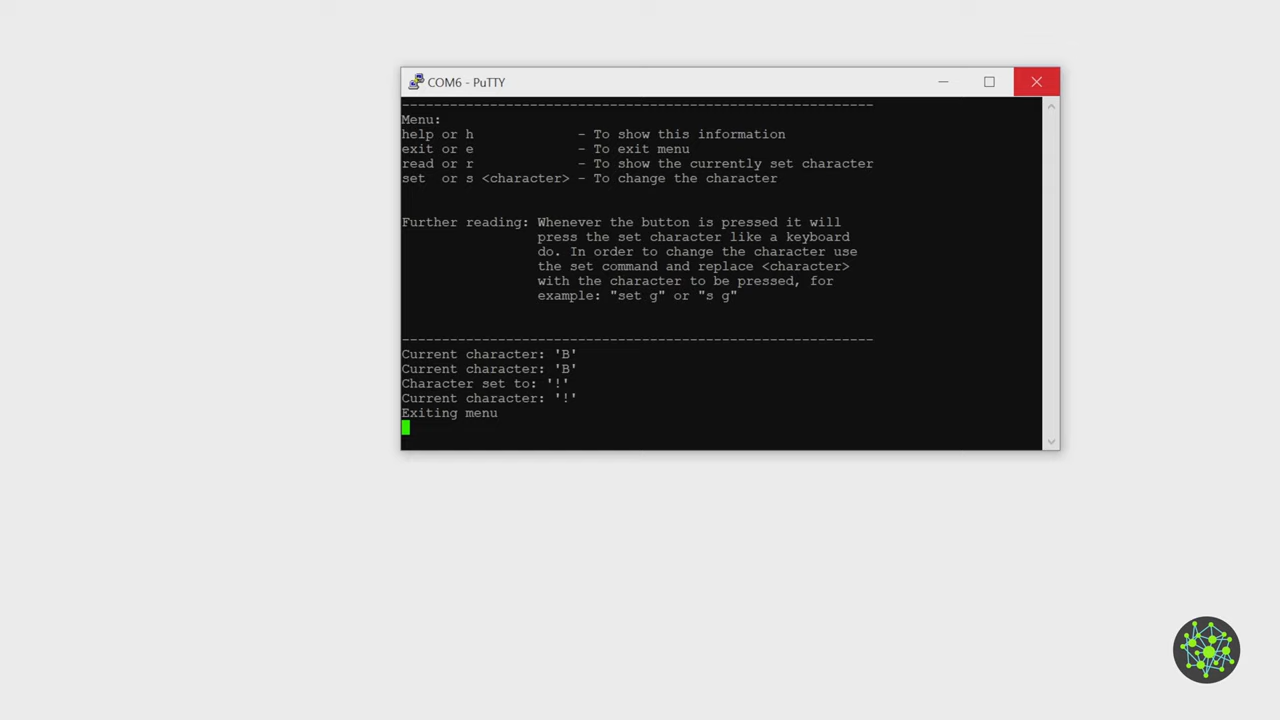 COM6 - PuTTY
---------------------------------------------------------------
Menu:
help or h             - To show this information
exit or e             - To exit menu
read or r             - To show the currently set character
set  or s <character> - To change the character
Further reading: Whenever the button is pressed it will
press the set character like a keyboard
do. In order to change the character use
the set command and replace <character>
with the character to be pressed, for
example: "set g" or "s g"
---------------------------------------------------------------
Current character: 'B'
Current character: 'B'
Character set to: '!'
Current character: '!'
Exiting menu